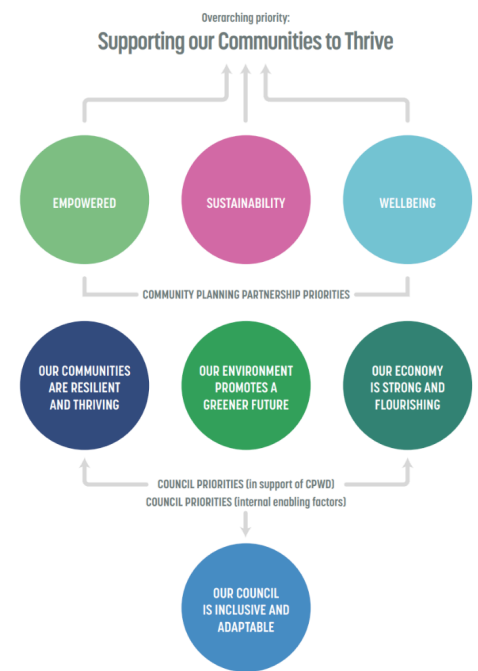 Overarching priority:
Supporting our Communities to Thrive
EMPOWERED
SUSTAINABILITY
WELLBEING
COMMUNITY PLANNING PARTNERSHIP PRIORITIES
OUR COMMUNITIES
ARE RESILIENT
AND THRIVING
OUR ENVIRONMENT
PROMOTES A
GREENER FUTURE
OUR ECONOMY
IS STRONG AND
FLOURISHING
COUNCIL PRIORITIES (in support of CPWD)
COUNCIL PRIORITIES (internal enabling factors)
OUR COUNCIL
IS INCLUSIVE AND
ADAPTABLE